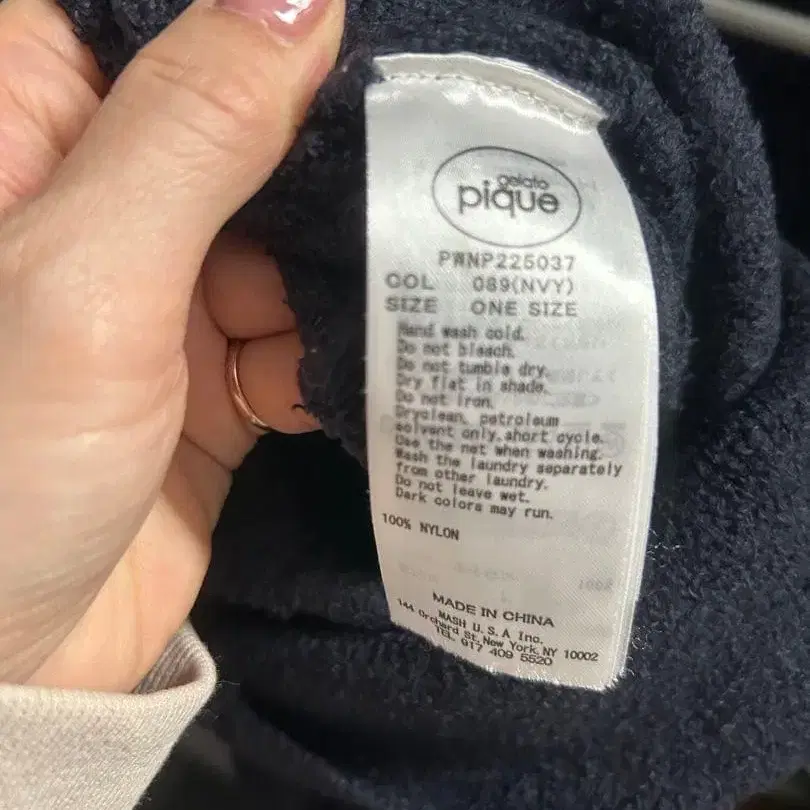 gelato
pique
PWNP225037
COL 089(NVY)
SIZE ONE SIZE
Hand wash cold.
Do not bleach.
Do not tumble dry.
Dry flat in shade.
Do not iron.
Dryclean, petroleum
solvent only,short cycle.
Use the net when washing.
Wash the laundry separately
from other laundry.
Do not leave wet.
Dark colors may run.
100% NYLON
MADE IN CHINA
MASH U.S.A Inc.
144 Orchard St, New York, NY 10002
TEL 917 409 5520